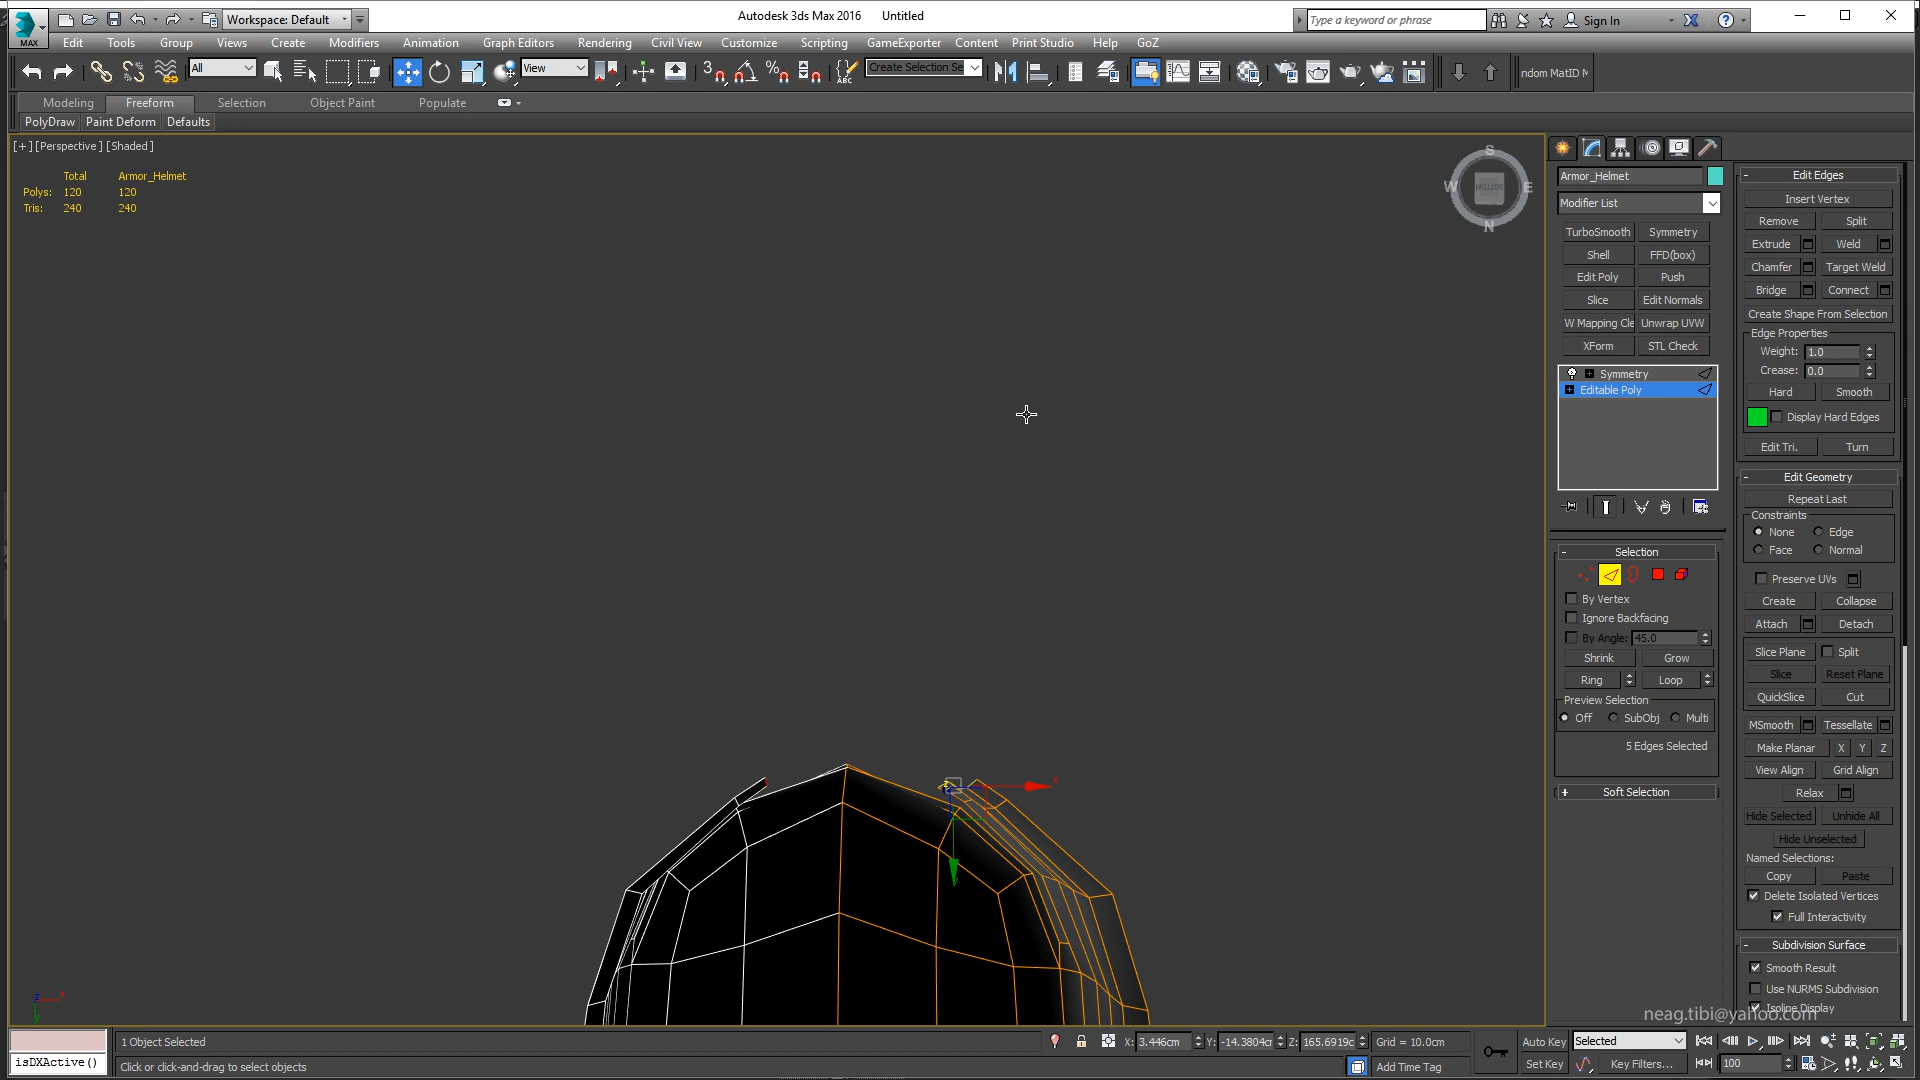 Workspace: Default
Autodesk 3ds Max 2016 Untitled
Type a keyword or phrase
Sign In
MAX
Edit Tools Group Views Create Modifiers Animation Graph Editors Rendering Civil View Customize Scripting GameExporter Content Print Studio Help GoZ
All
View
3
ABC
Create Selection Se
ndom MatID M
Modeling Freeform Selection Object Paint Populate
PolyDraw Paint Deform Defaults
[+] [Perspective] [Shaded]
Total Armor_Helmet
Polys: 120 120
Tris: 240 240
S
W E
N
BOTTOM
x
z x
Armor_Helmet
Modifier List
TurboSmooth Symmetry
Shell FFD(box)
Edit Poly Push
Slice Edit Normals
W Mapping Cle Unwrap UVW
XForm STL Check
Symmetry
Editable Poly
- Selection
By Vertex
Ignore Backfacing
By Angle: 45.0
Shrink Grow
Ring Loop
Preview Selection
Off SubObj Multi
5 Edges Selected
+ Soft Selection
- Edit Edges
Insert Vertex
Remove Split
Extrude Weld
Chamfer Target Weld
Bridge Connect
Create Shape From Selection
Edge Properties
Weight: 1.0
Crease: 0.0
Hard Smooth
Display Hard Edges
Edit Tri. Turn
- Edit Geometry
Repeat Last
Constraints
None Edge
Face Normal
Preserve UVs
Create Collapse
Attach Detach
Slice Plane Split
Slice Reset Plane
QuickSlice Cut
MSmooth Tessellate
Make Planar X Y Z
View Align Grid Align
Relax
Hide Selected Unhide All
Hide Unselected
Named Selections:
Copy Paste
Delete Isolated Vertices
Full Interactivity
- Subdivision Surface
Smooth Result
Use NURMS Subdivision
Isoline Display
neag.tibi@yahoo.com
1 Object Selected
X: 3.446cm Y: -14.3804cm Z: 165.6919c Grid = 10.0cm
Auto Key Selected
isDXActive()
Click or click-and-drag to select objects
Add Time Tag
Set Key Key Filters... 100